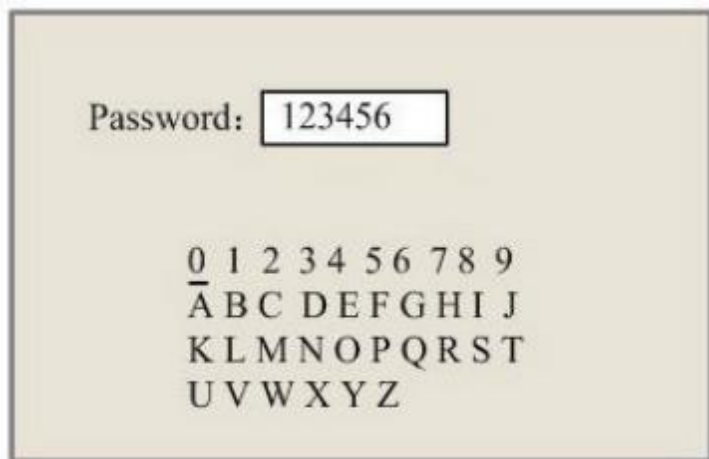 Password： 123456
0 1 2 3 4 5 6 7 8 9
A B C D E F G H I J
K L M N O P Q R S T
U V W X Y Z